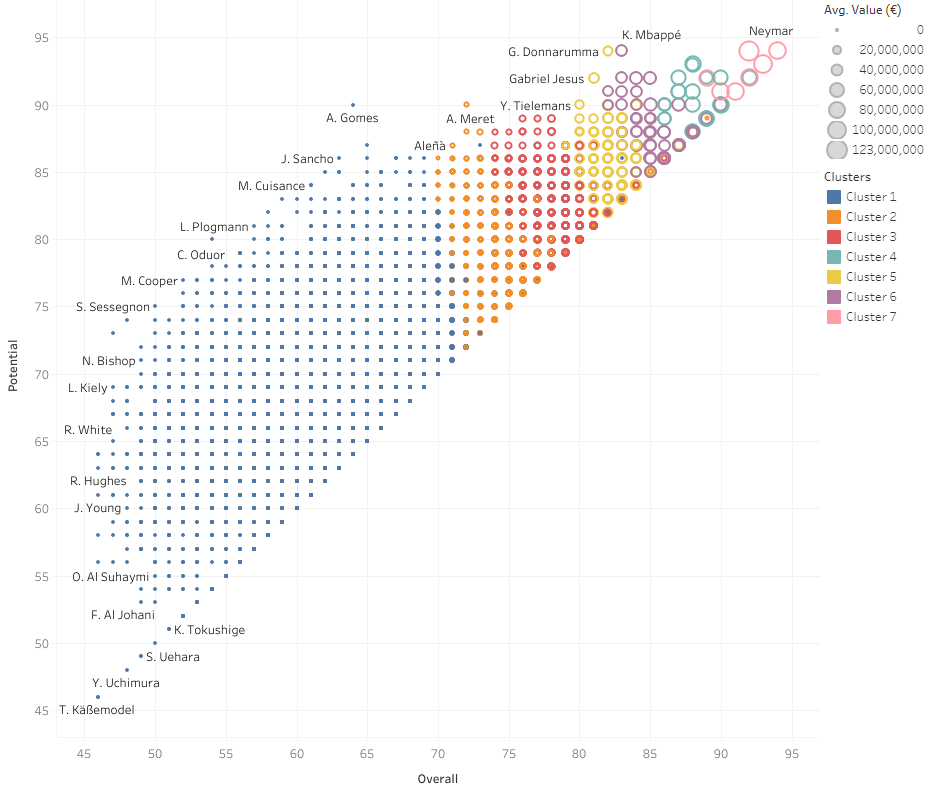 Avg. Value (€)
0
20,000,000
40,000,000
60,000,000
80,000,000
100,000,000
123,000,000
Clusters
Cluster 1
Cluster 2
Cluster 3
Cluster 4
Cluster 5
Cluster 6
Cluster 7
Potential
95
90
85
80
75
70
65
60
55
50
45
Neymar
K. Mbappé
G. Donnarumma
Gabriel Jesus
Y. Tielemans
A. Gomes
A. Meret
Aleñà
J. Sancho
M. Cuisance
L. Plogmann
C. Oduor
M. Cooper
S. Sessegnon
N. Bishop
L. Kiely
R. White
R. Hughes
J. Young
O. Al Suhaymi
F. Al Johani
K. Tokushige
S. Uehara
Y. Uchimura
T. Käßemodel
45 50 55 60 65 70 75 80 85 90 95
Overall